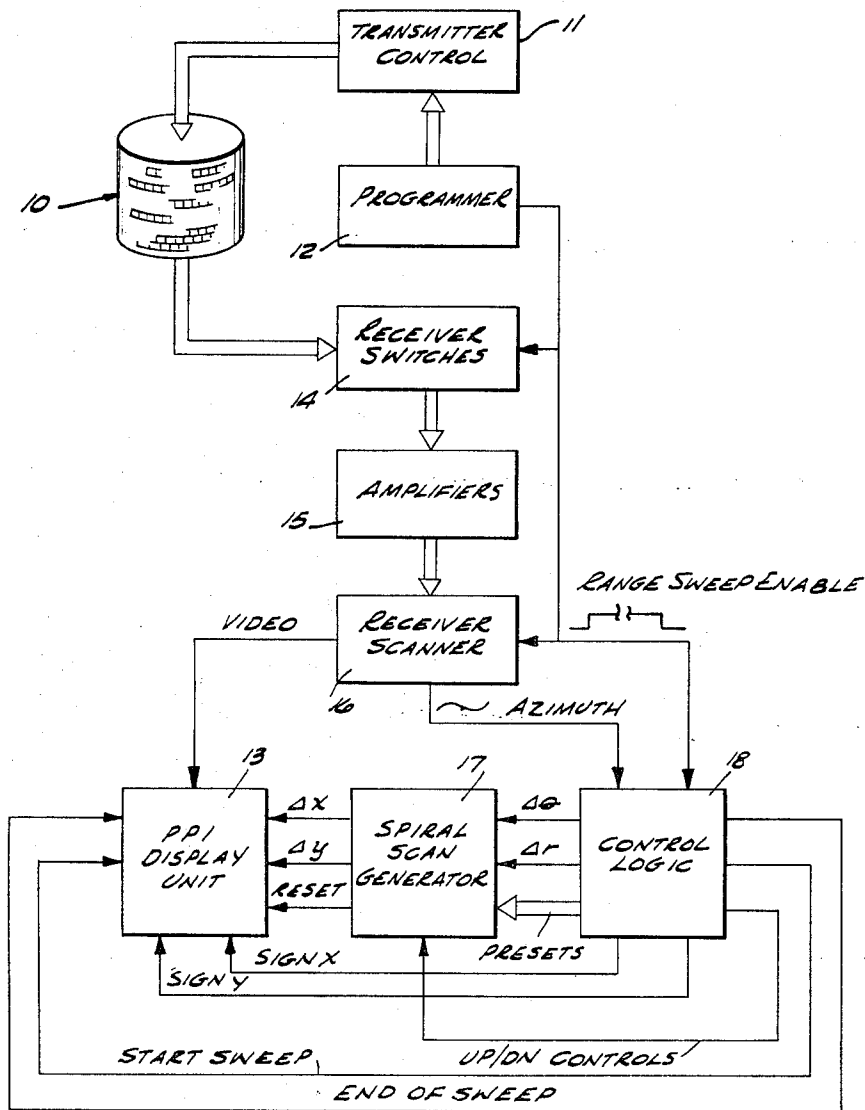 TRANSMITTER
CONTROL
11
10
PROGRAMMER
12
RECEIVER
SWITCHES
14
AMPLIFIERS
15
RANGE SWEEP ENABLE
VIDEO
RECEIVER
SCANNER
16
AZIMUTH
13
PPI
DISPLAY
UNIT
Δx
Δy
RESET
17
SPIRAL
SCAN
GENERATOR
Δθ
Δr
PRESETS
18
CONTROL
LOGIC
SIGN X
SIGN y
START SWEEP
UP/DN CONTROLS
END OF SWEEP